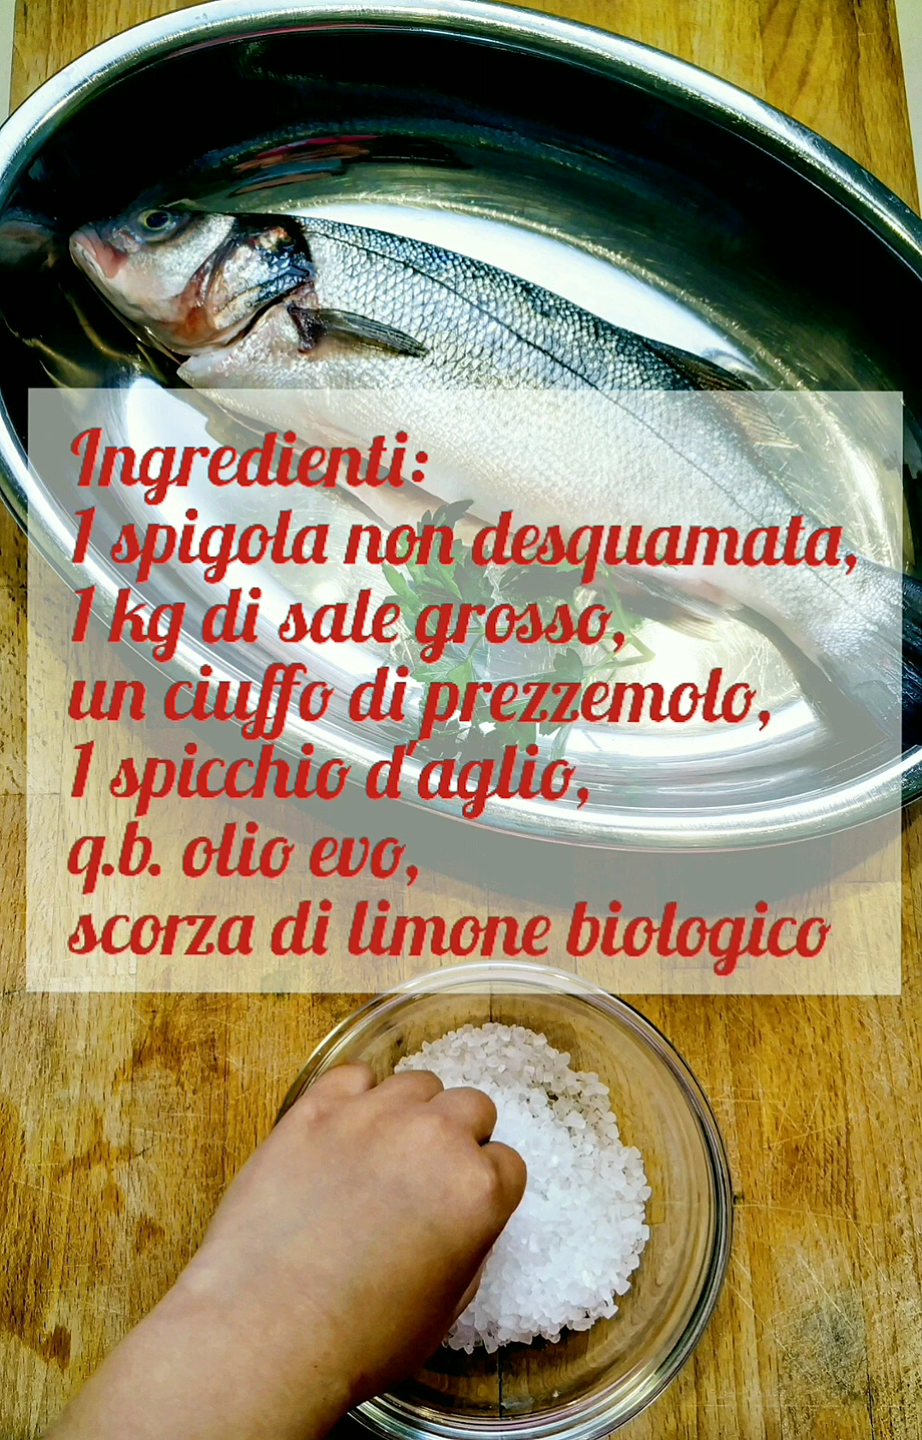 Ingredienti:
1 spigola non desquamata,
1 kg di sale grosso,
un ciuffo di prezzemolo,
1 spicchio d'aglio,
q.b. olio evo,
scorza di limone biologico